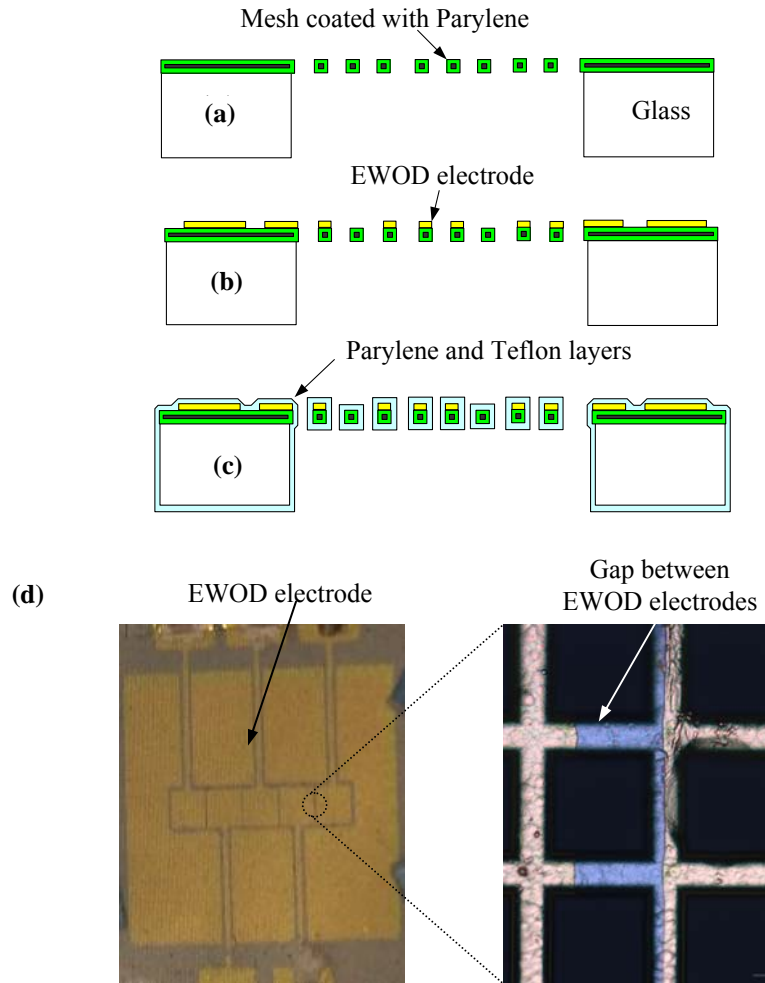 Mesh coated with Parylene
(a)
Glass
EWOD electrode
(b)
Parylene and Teflon layers
(c)
(d)
EWOD electrode
Gap between
EWOD electrodes